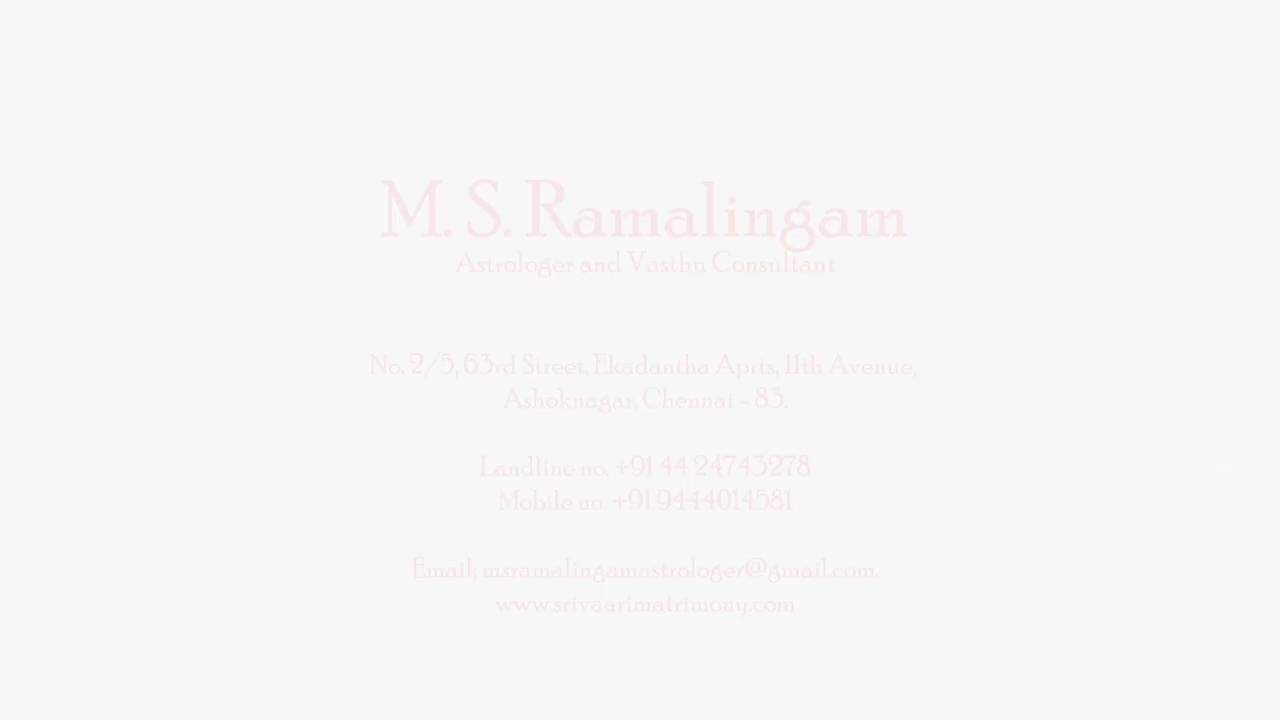 M. S. Ramalingam
Astrologer and Vasthu Consultant
No. 2/5, 63rd Street, Ekadantha Aprts, 11th Avenue,
Ashoknagar, Chennai - 83.
Landline no. +91 44 24743278
Mobile no. +91 9444014581
Email; msramalingamastrologer@gmail.com.
www.srivaarimatrimony.com